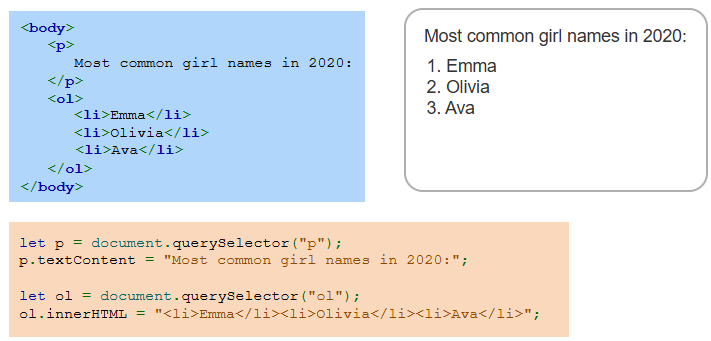 <body>
<p>
Most common girl names in 2020:
</p>
<ol>
<li>Emma</li>
<li>Olivia</li>
<li>Ava</li>
</ol>
</body>
Most common girl names in 2020:
1. Emma
2. Olivia
3. Ava
let p = document.querySelector("p");
p.textContent = "Most common girl names in 2020:";
let ol = document.querySelector("ol");
ol.innerHTML = "<li>Emma</li><li>Olivia</li><li>Ava</li>";